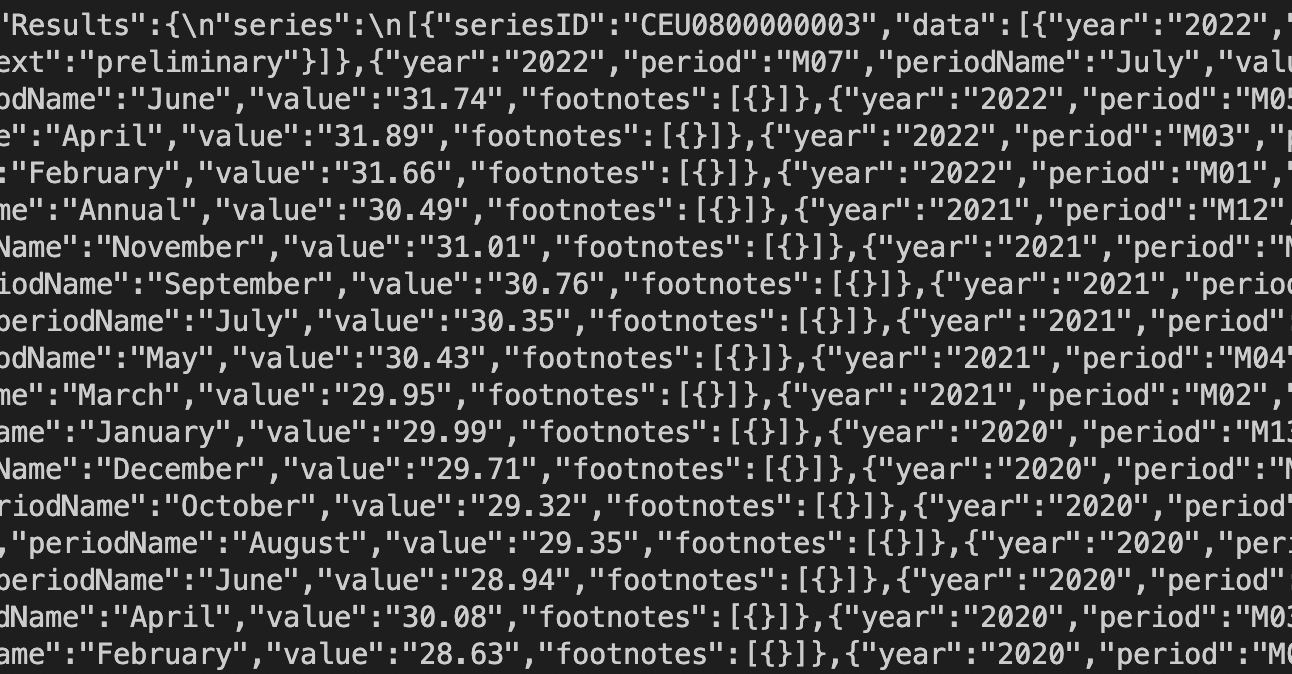 "Results":{\n"series":\n[{"seriesID":"CEU0800000003","data":[{"year":"2022","
ext":"preliminary"}]},{"year":"2022","period":"M07","periodName":"July","valu
odName":"June","value":"31.74","footnotes":[{}]},{"year":"2022","period":"M05
e":"April","value":"31.89","footnotes":[{}]},{"year":"2022","period":"M03","p
:"February","value":"31.66","footnotes":[{}]},{"year":"2022","period":"M01","
me":"Annual","value":"30.49","footnotes":[{}]},{"year":"2021","period":"M12",
Name":"November","value":"31.01","footnotes":[{}]},{"year":"2021","period":"M
iodName":"September","value":"30.76","footnotes":[{}]},{"year":"2021","perio
periodName":"July","value":"30.35","footnotes":[{}]},{"year":"2021","period":
odName":"May","value":"30.43","footnotes":[{}]},{"year":"2021","period":"M04"
me":"March","value":"29.95","footnotes":[{}]},{"year":"2021","period":"M02","
ame":"January","value":"29.99","footnotes":[{}]},{"year":"2020","period":"M13
Name":"December","value":"29.71","footnotes":[{}]},{"year":"2020","period":"M
riodName":"October","value":"29.32","footnotes":[{}]},{"year":"2020","period"
,"periodName":"August","value":"29.35","footnotes":[{}]},{"year":"2020","peri
periodName":"June","value":"28.94","footnotes":[{}]},{"year":"2020","period":
dName":"April","value":"30.08","footnotes":[{}]},{"year":"2020","period":"M03
ame":"February","value":"28.63","footnotes":[{}]},{"year":"2020","period":"M0